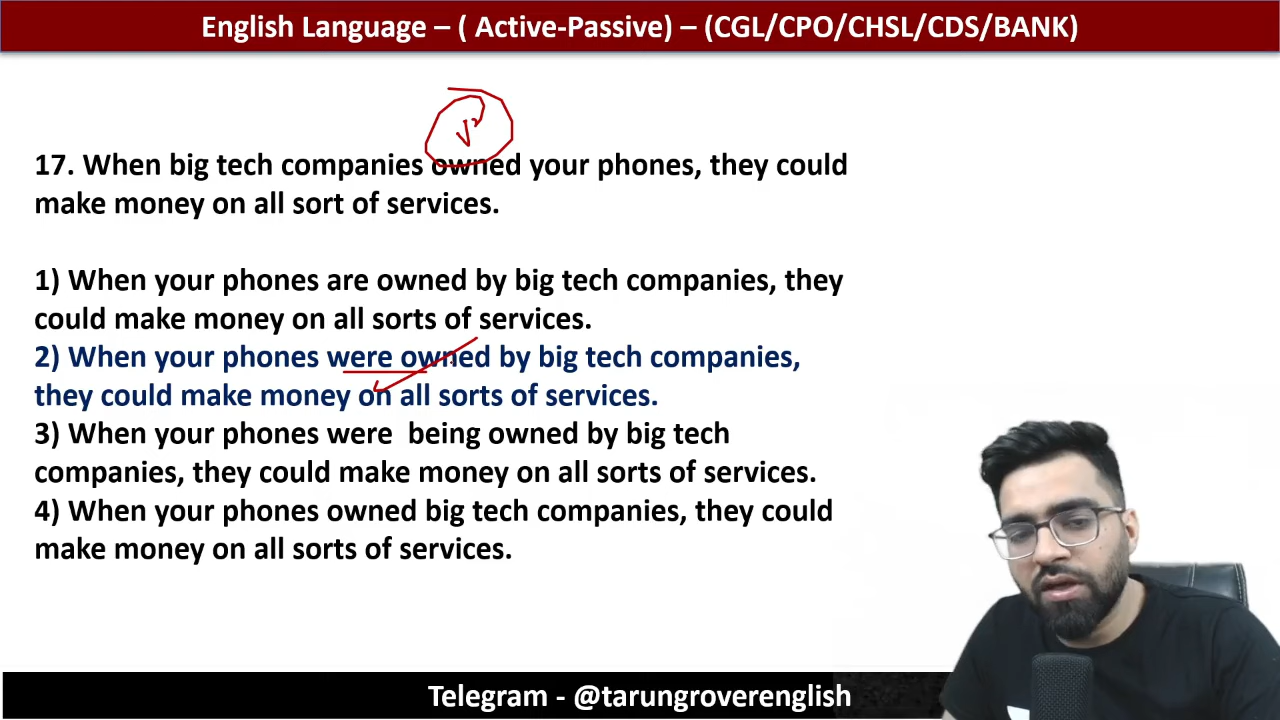 English Language – ( Active-Passive) – (CGL/CPO/CHSL/CDS/BANK)
V²
17. When big tech companies owned your phones, they could
make money on all sort of services.
1) When your phones are owned by big tech companies, they
could make money on all sorts of services.
2) When your phones were owned by big tech companies,
they could make money on all sorts of services.
3) When your phones were being owned by big tech
companies, they could make money on all sorts of services.
4) When your phones owned big tech companies, they could
make money on all sorts of services.
Telegram - @tarungroverenglish